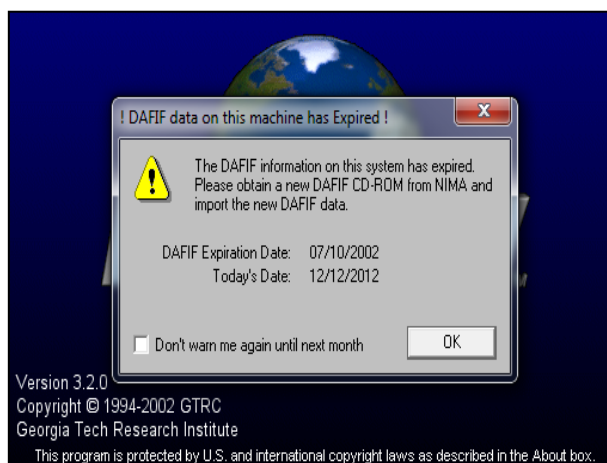 ! DAFIF data on this machine has Expired !
The DAFIF information on this system has expired.
Please obtain a new DAFIF CD-ROM from NIMA and
import the new DAFIF data.
DAFIF Expiration Date: 07/10/2002
Today's Date: 12/12/2012
Don't warn me again until next month
OK
Version 3.2.0
Copyright © 1994-2002 GTRC
Georgia Tech Research Institute
This program is protected by U.S. and international copyright laws as described in the About box.